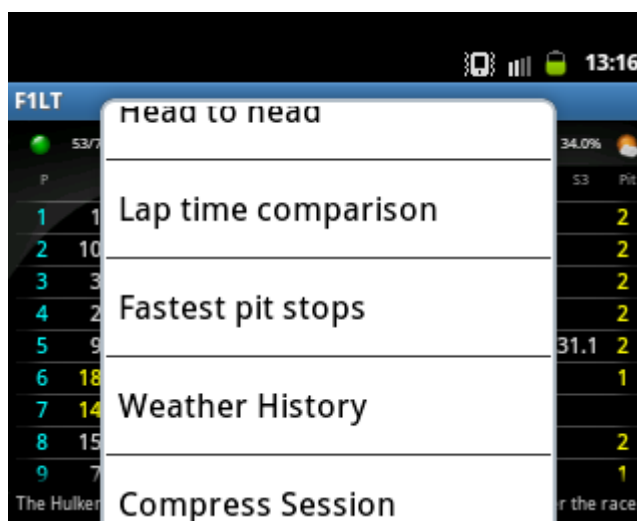 13:16
F1LT
Head to head
53/7 34.0%
P S3 Pit
1 1 2
Lap time comparison
2 10 2
3 3 2
4 2 2
Fastest pit stops
5 9 31.1 2
6 18 1
7 14
Weather History
8 15 2
9 7 1
The Hulker r the race
Compress Session